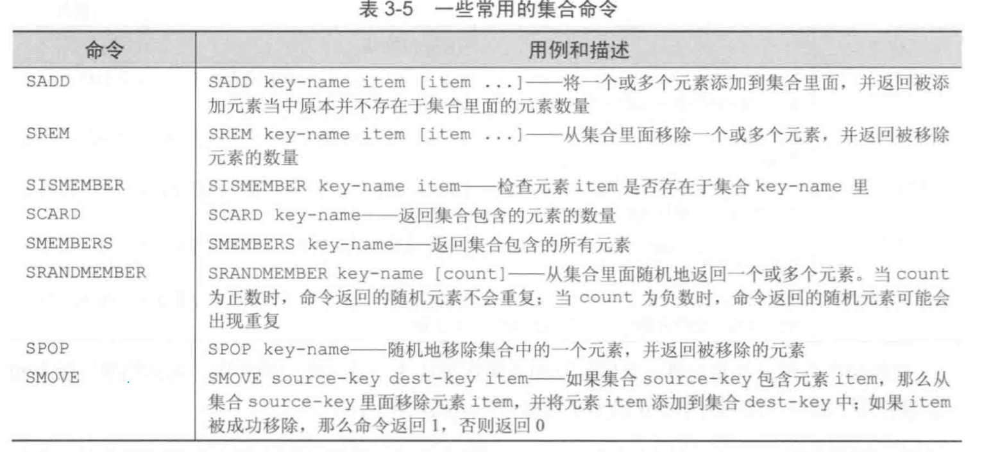 表 3-5 一些常用的集合命令
命令 用例和描述
SADD SADD key-name item [item ...]——将一个或多个元素添加到集合里面，并返回被添
加元素当中原本并不存在于集合里面的元素数量
SREM SREM key-name item [item ...]——从集合里面移除一个或多个元素，并返回被移除
元素的数量
SISMEMBER SISMEMBER key-name item——检查元素 item 是否存在于集合 key-name 里
SCARD SCARD key-name——返回集合包含的元素的数量
SMEMBERS SMEMBERS key-name——返回集合包含的所有元素
SRANDMEMBER SRANDMEMBER key-name [count]——从集合里面随机地返回一个或多个元素。当 count
为正数时，命令返回的随机元素不会重复；当 count 为负数时，命令返回的随机元素可能会
出现重复
SPOP SPOP key-name——随机地移除集合中的一个元素，并返回被移除的元素
SMOVE SMOVE source-key dest-key item——如果集合 source-key 包含元素 item，那么从
集合 source-key 里面移除元素 item，并将元素 item 添加到集合 dest-key 中；如果 item
被成功移除，那么命令返回 1，否则返回 0